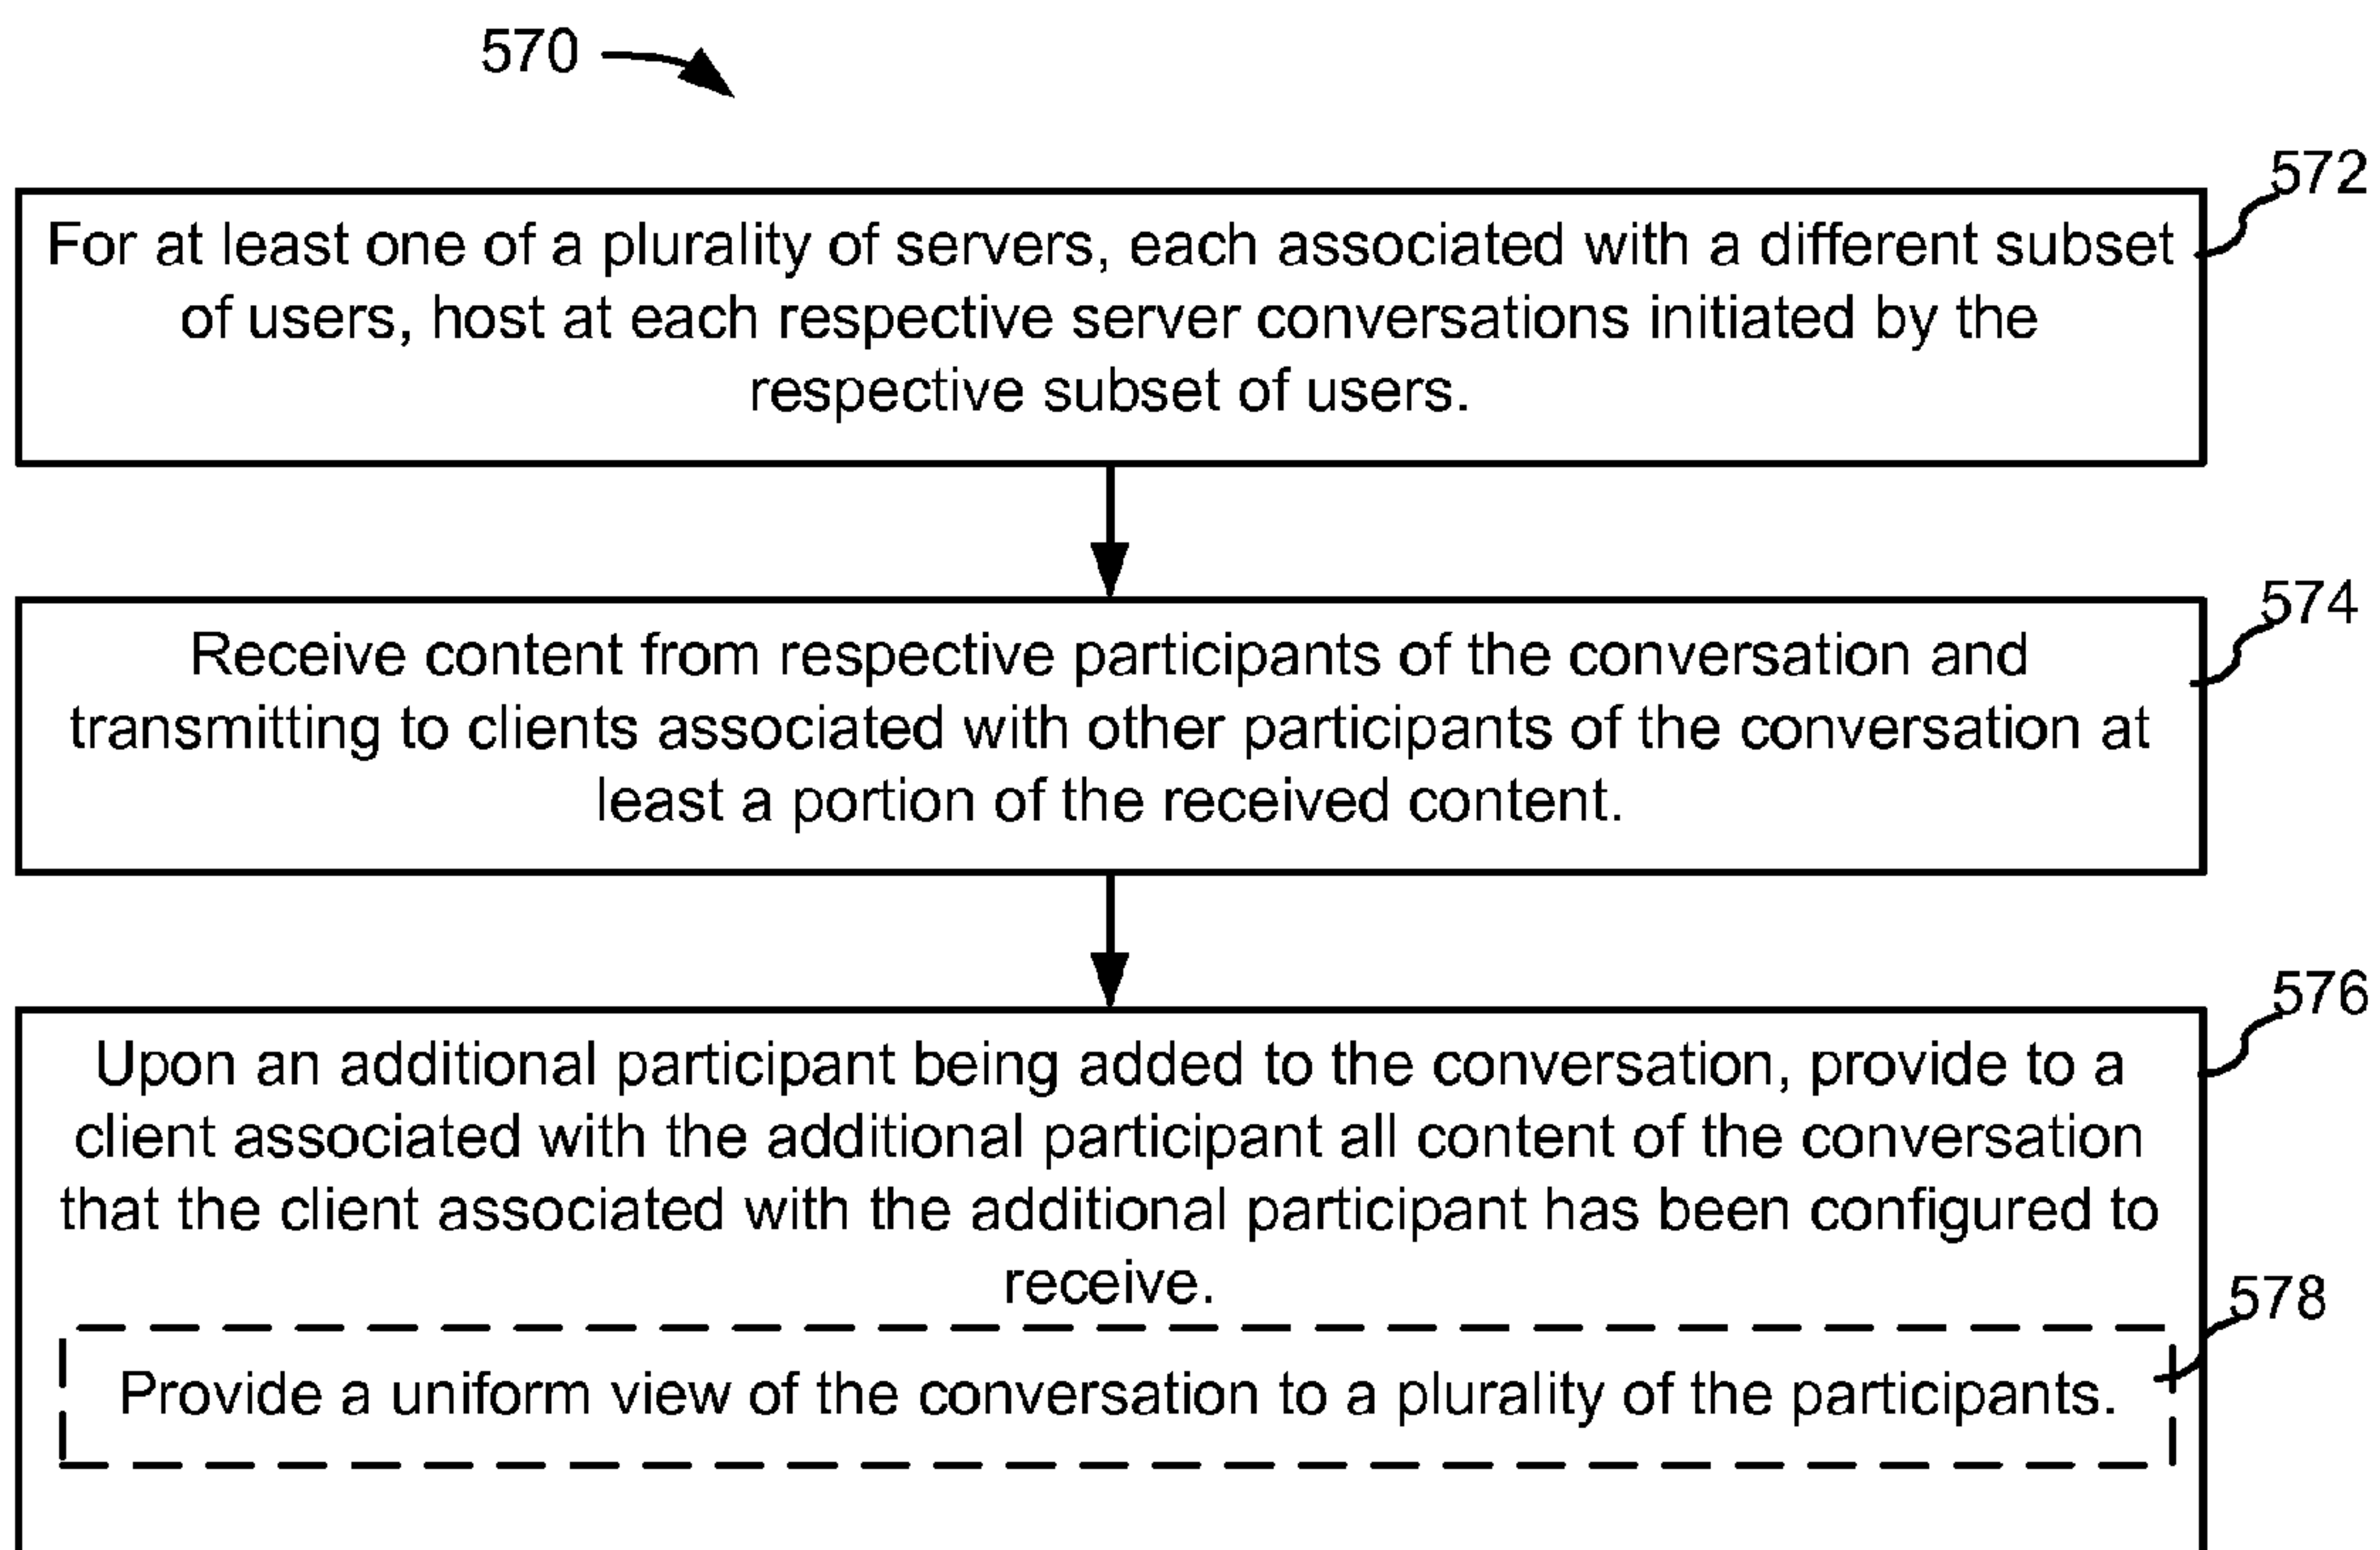 570
572
For at least one of a plurality of servers, each associated with a different subset
of users, host at each respective server conversations initiated by the
respective subset of users.
574
Receive content from respective participants of the conversation and
transmitting to clients associated with other participants of the conversation at
least a portion of the received content.
576
Upon an additional participant being added to the conversation, provide to a
client associated with the additional participant all content of the conversation
that the client associated with the additional participant has been configured to
receive.
578
Provide a uniform view of the conversation to a plurality of the participants.